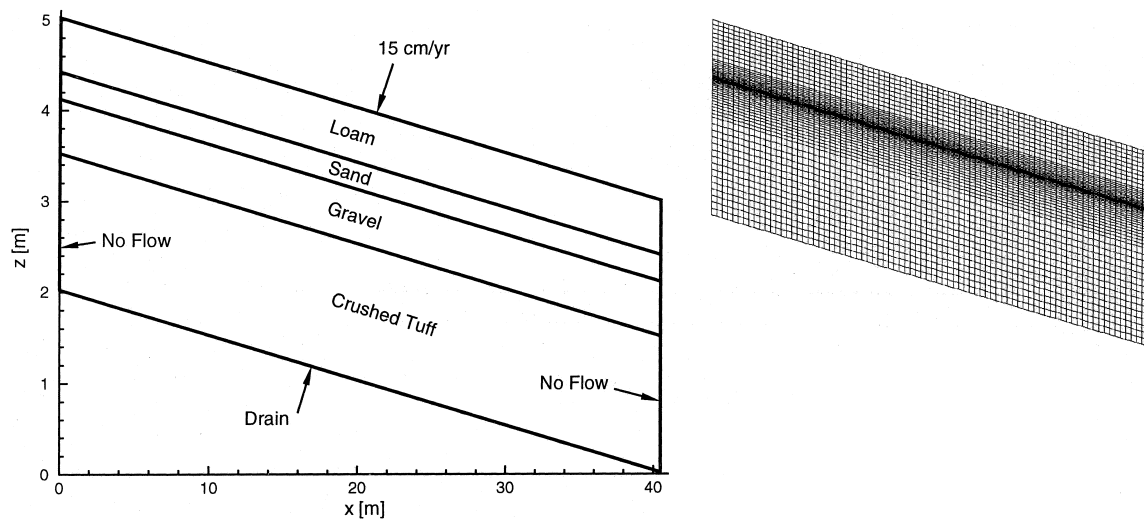 5
15 cm/yr
4
Loam
Sand
3
Gravel
z [m]
No Flow
2
Crushed Tuff
1
No Flow
Drain
0
0 10 20 30 40
x [m]